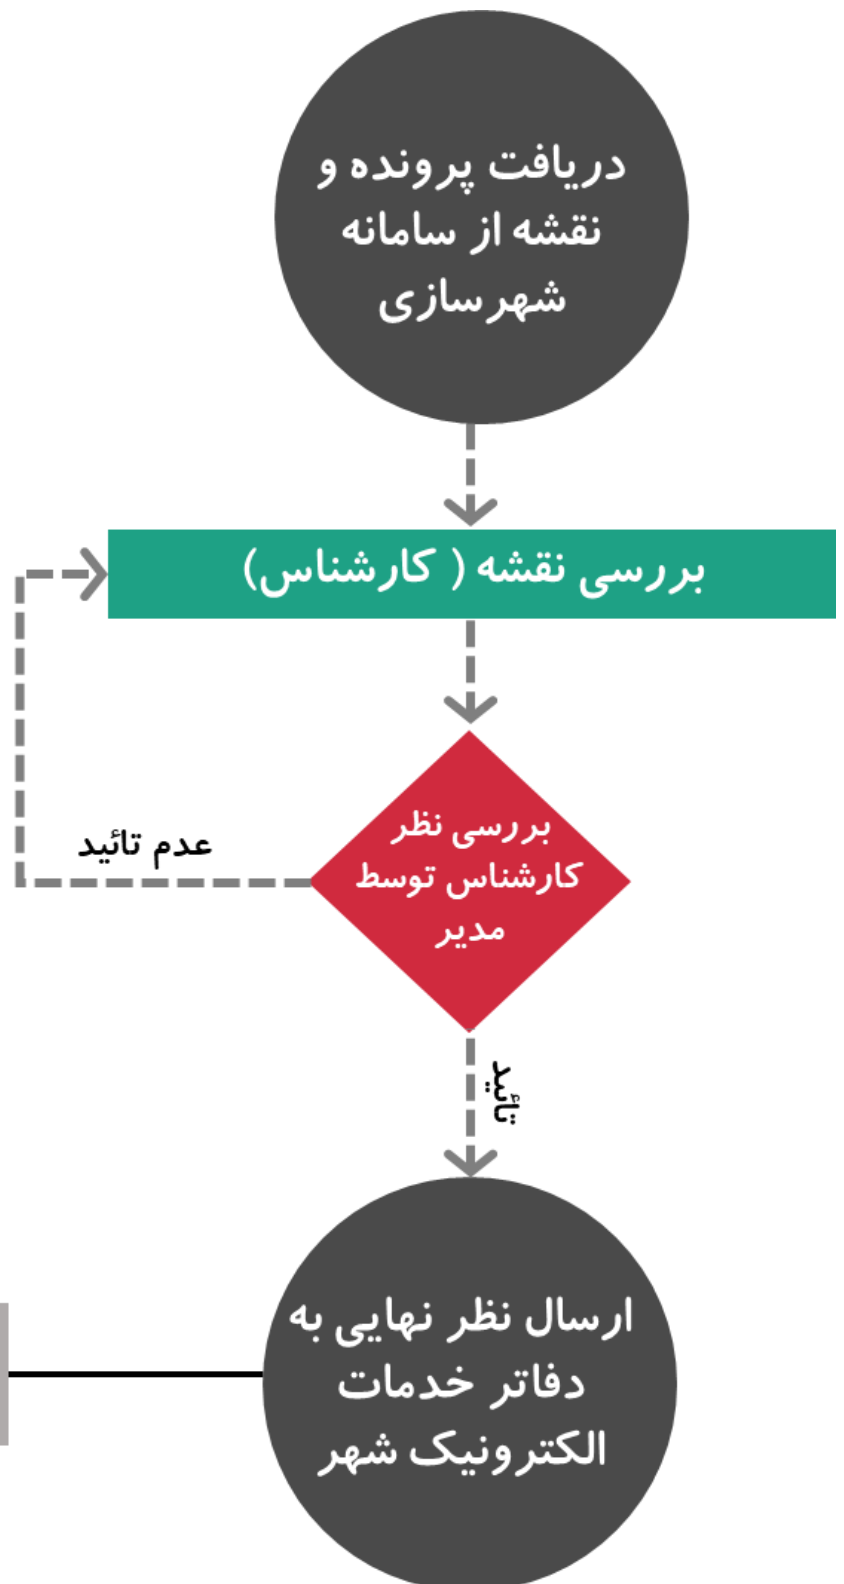 دریافت پرونده و
نقشه از سامانه
شهرسازی
بررسی نقشه ( کارشناس)
بررسی نظر
کارشناس توسط
مدیر
عدم تائید
تائید
ارسال نظر نهایی به
دفاتر خدمات
الکترونیک شهر